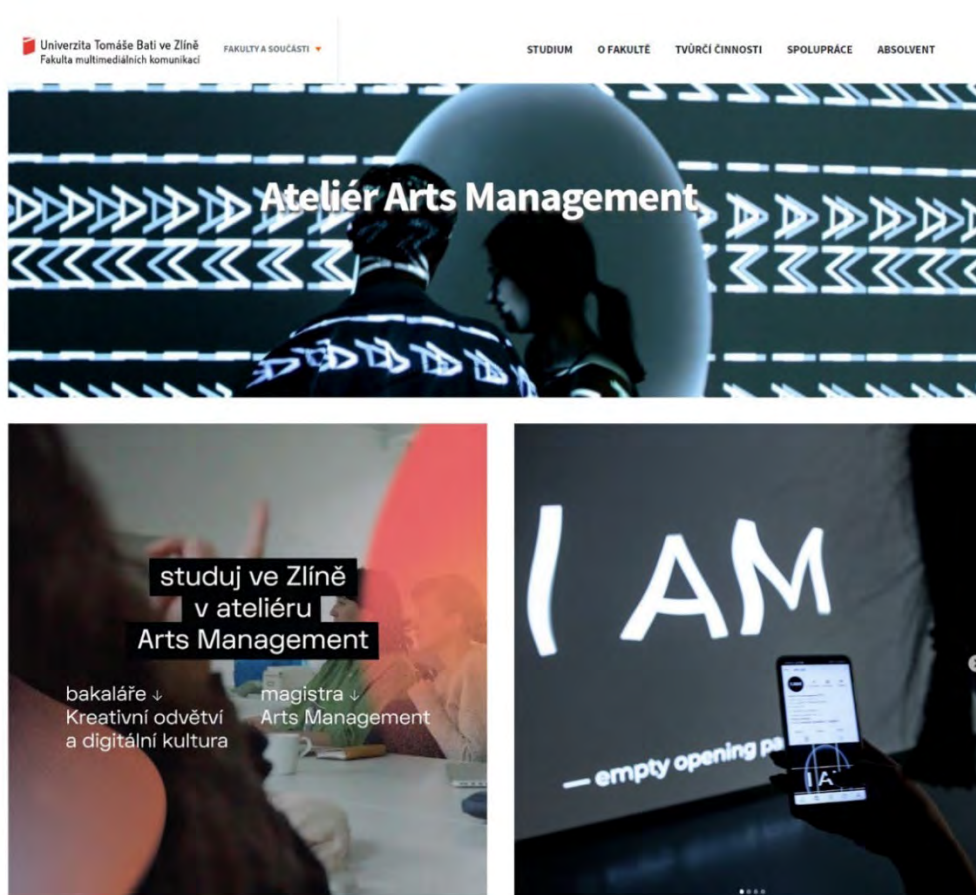 Univerzita Tomáše Bati ve Zlíně
Fakulta multimediálních komunikací
FAKULTY A SOUČÁSTI
STUDIUM O FAKULTĚ TVŮRČÍ ČINNOSTI SPOLUPRÁCE ABSOLVENT
Ateliér Arts Management
studuj ve Zlíně
v ateliéru
Arts Management
bakaláře ↓
Kreativní odvětví
a digitální kultura
magistra ↓
Arts Management
I AM
— empty opening pa
I A